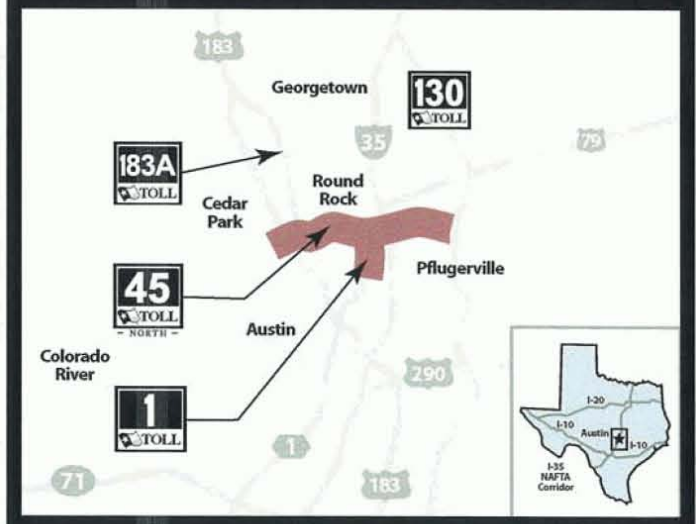 183
Georgetown
130
TOLL
35
79
183A
TOLL
Round
Rock
Cedar
Park
45
TOLL
- NORTH -
Pflugerville
Austin
Colorado
River
290
1
TOLL
1
71
183
I-20
I-10
Austin
I-10
I-35
NAFTA
Corridor